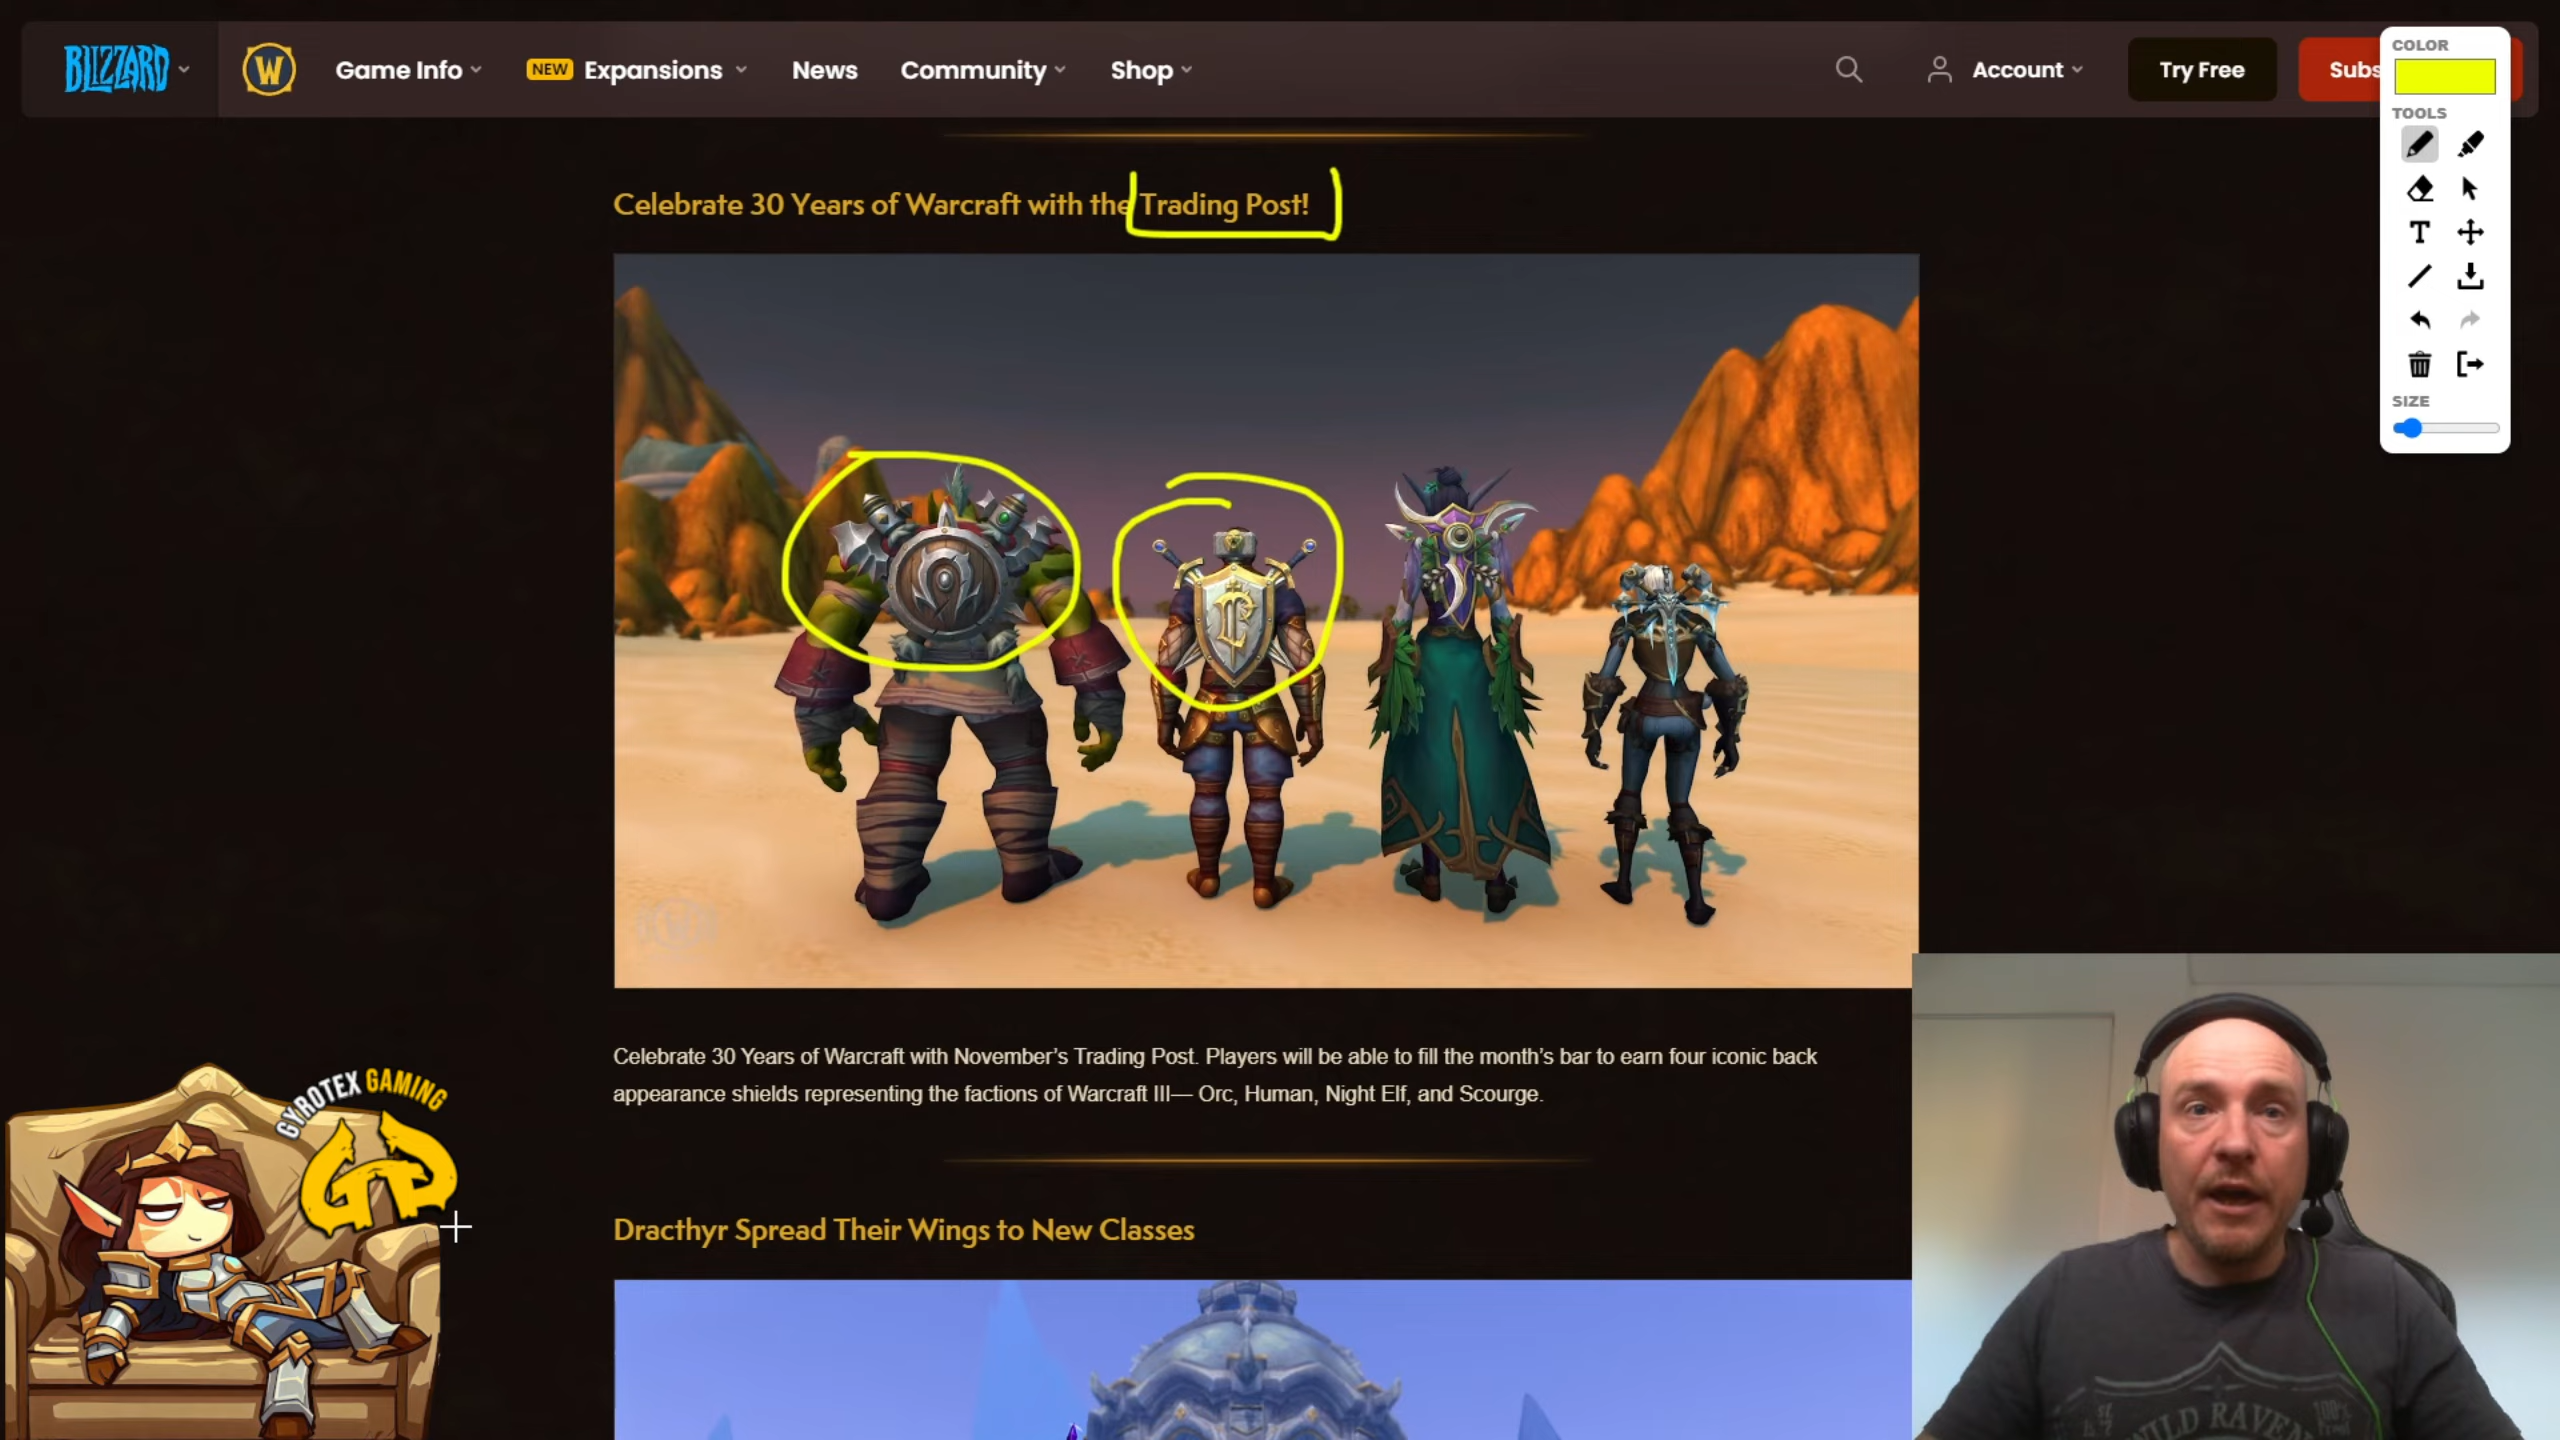 BLIZZARD
W
Game Info
NEW Expansions
News
Community
Shop
Account
Try Free
Subs
COLOR
TOOLS
T
SIZE
Celebrate 30 Years of Warcraft with the Trading Post!
Celebrate 30 Years of Warcraft with November's Trading Post. Players will be able to fill the month's bar to earn four iconic back
appearance shields representing the factions of Warcraft III— Orc, Human, Night Elf, and Scourge.
GYROTEX GAMING
GG
Dracthyr Spread Their Wings to New Classes
WILD RAVEN